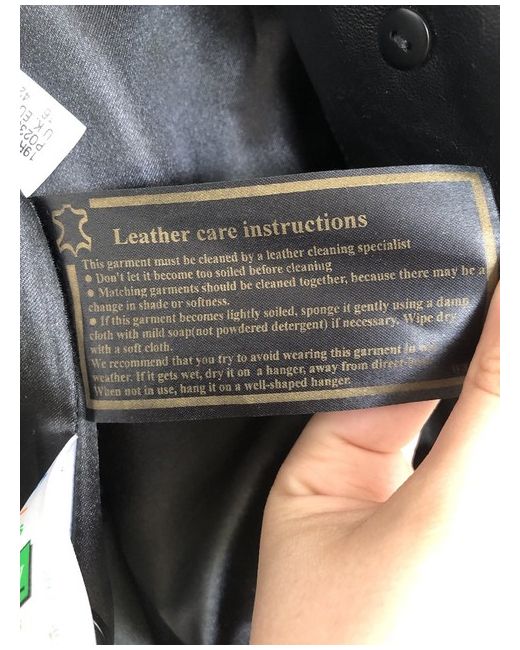 Leather care instructions
This garment must be cleaned by a leather cleaning specialist
● Don't let it become too soiled before cleaning
● Matching garments should be cleaned together, because there may be a
change in shade or softness.
● If this garment becomes lightly soiled, sponge it gently using a damp
cloth with mild soap(not powdered detergent) if necessary. Wipe dry
with a soft cloth.
We recommend that you try to avoid wearing this garment in
weather. If it gets wet, dry it on a hanger, away from direct
When not in use, hang it on a well-shaped hanger.